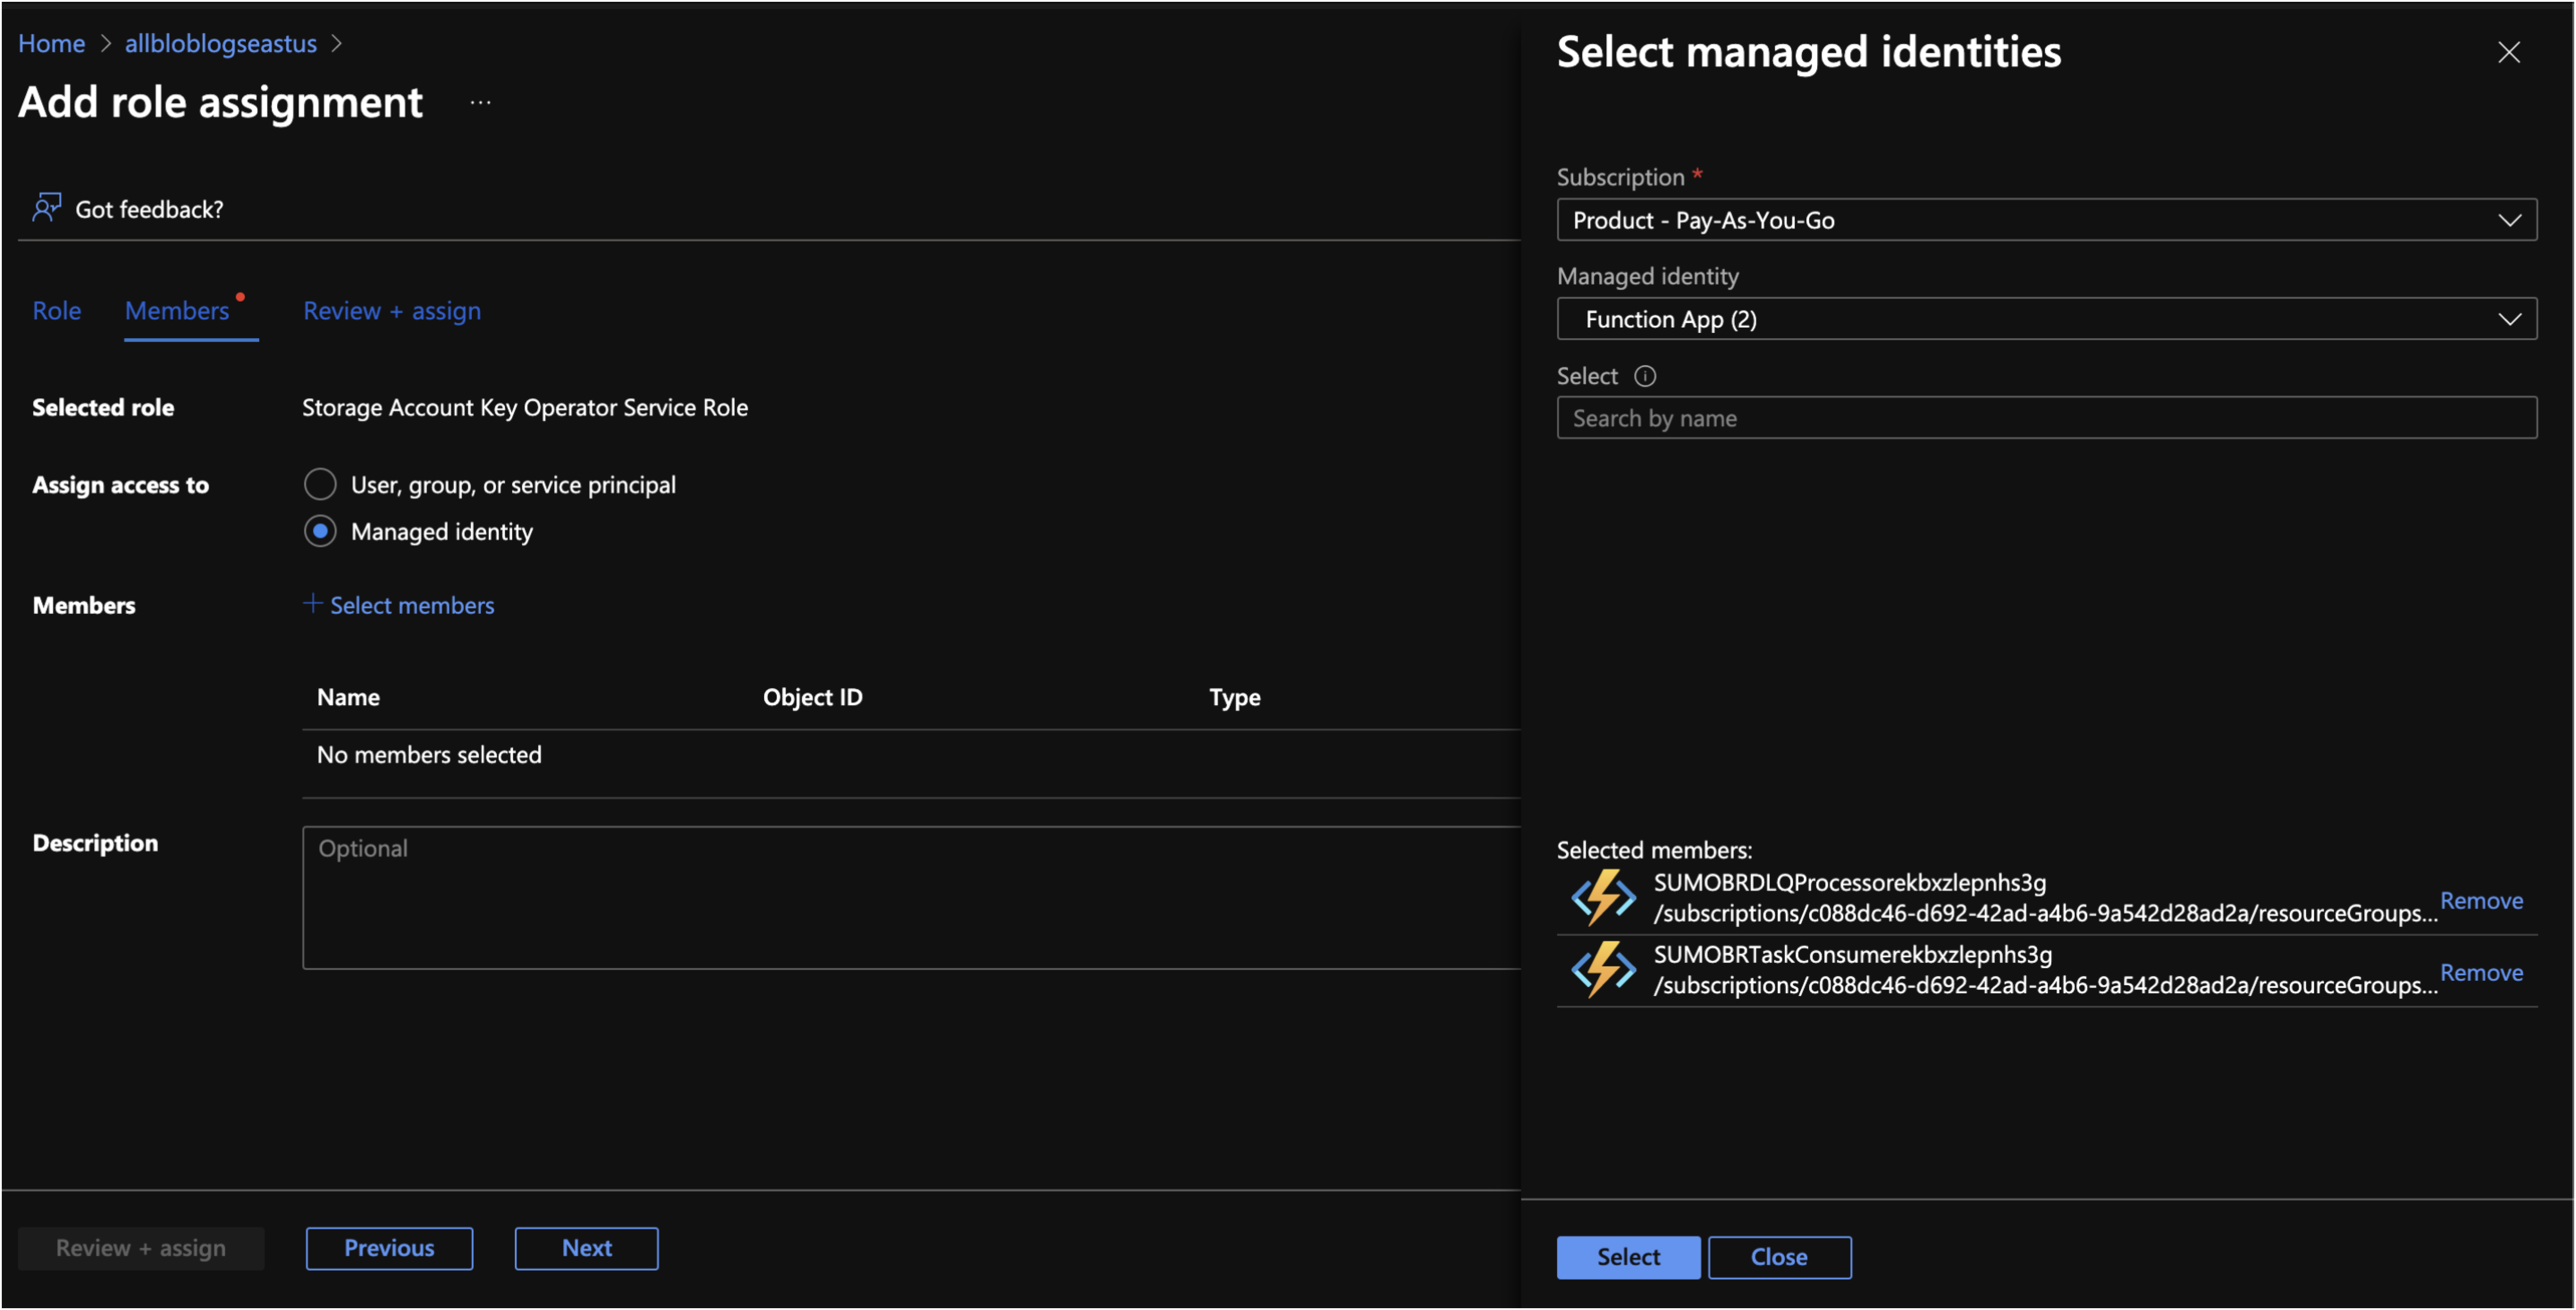 Home > allbloblogseastus >
Add role assignment ...
Got feedback?
Role Members Review + assign
Selected role Storage Account Key Operator Service Role
Assign access to User, group, or service principal
Managed identity
Members + Select members
Name Object ID Type
No members selected
Description Optional
Review + assign Previous Next
Select managed identities
Subscription *
Product - Pay-As-You-Go
Managed identity
Function App (2)
Select
Search by name
Selected members:
SUMOBRDLQProcessorekbxzlepnhs3g
/subscriptions/c088dc46-d692-42ad-a4b6-9a542d28ad2a/resourceGroups... Remove
SUMOBRTaskConsumerekbxzlepnhs3g
/subscriptions/c088dc46-d692-42ad-a4b6-9a542d28ad2a/resourceGroups... Remove
Select Close